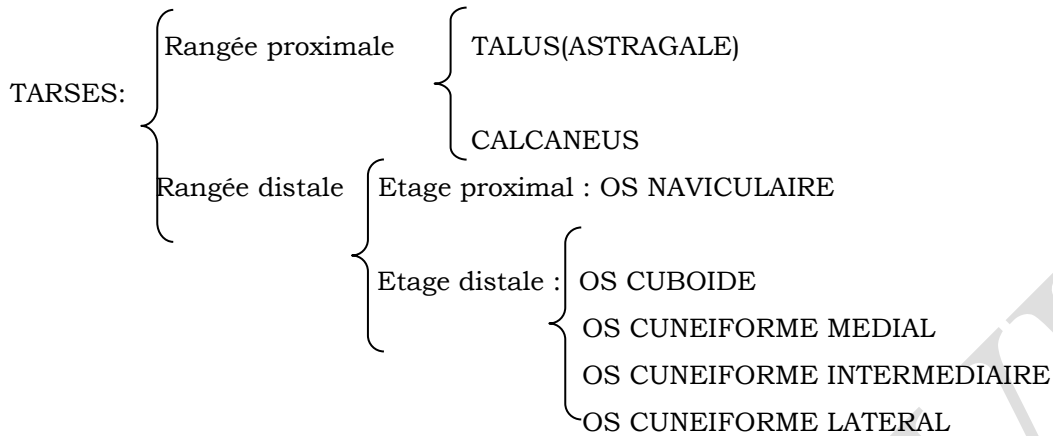 Rangée proximale TALUS(ASTRAGALE)
TARSES:
CALCANEUS
Rangée distale Etage proximal : OS NAVICULAIRE
Etage distale : OS CUBOIDE
OS CUNEIFORME MEDIAL
OS CUNEIFORME INTERMEDIAIRE
OS CUNEIFORME LATERAL